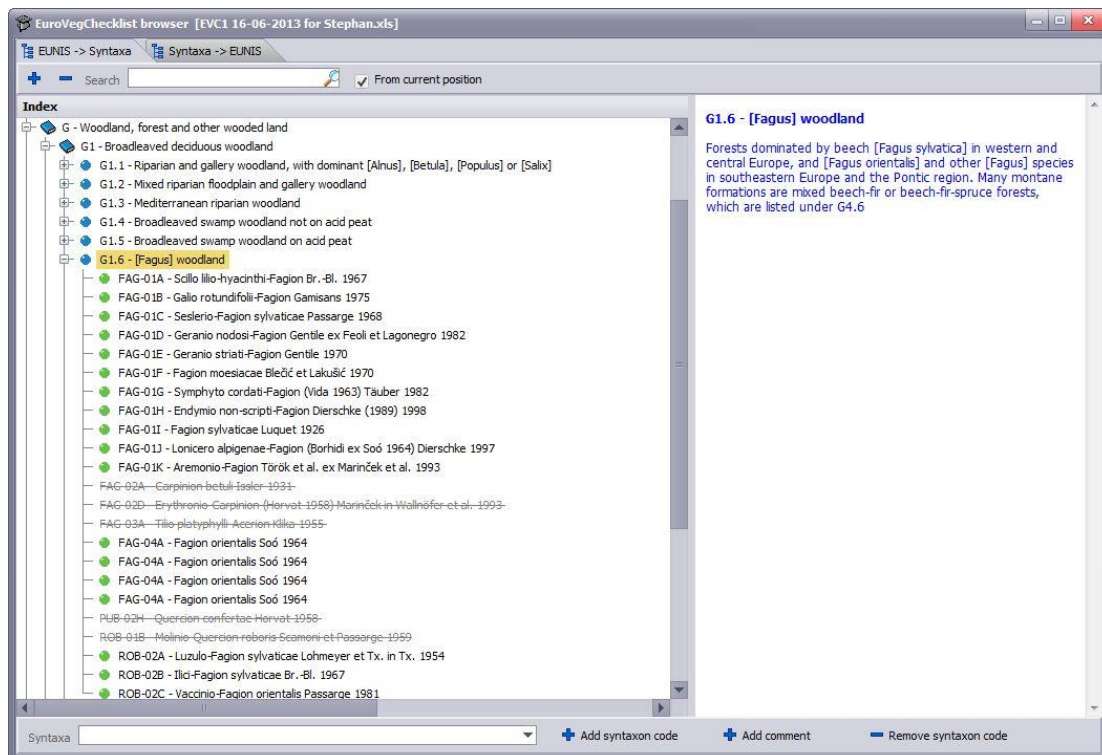 EuroVegChecklist browser [EVC1 16-06-2013 for Stephan.xls]
EUNIS -> Syntaxa
Syntaxa -> EUNIS
Search
From current position
Index
G - Woodland, forest and other wooded land
G1 - Broadleaved deciduous woodland
G1.1 - Riparian and gallery woodland, with dominant [Alnus], [Betula], [Populus] or [Salix]
G1.2 - Mixed riparian floodplain and gallery woodland
G1.3 - Mediterranean riparian woodland
G1.4 - Broadleaved swamp woodland not on acid peat
G1.5 - Broadleaved swamp woodland on acid peat
G1.6 - [Fagus] woodland
FAG-01A - Scillo lilio-hyacinthi-Fagion Br.-Bl. 1967
FAG-01B - Galio rotundifolii-Fagion Gamisans 1975
FAG-01C - Seslerio-Fagion sylvaticae Passarge 1968
FAG-01D - Geranio nodosi-Fagion Gentile ex Feoli et Lagonegro 1982
FAG-01E - Geranio striati-Fagion Gentile 1970
FAG-01F - Fagion moesiacae Blečić et Lakušić 1970
FAG-01G - Symphyto cordati-Fagion (Vida 1963) Täuber 1982
FAG-01H - Endymio non-scripti-Fagion Dierschke (1989) 1998
FAG-01I - Fagion sylvaticae Luquet 1926
FAG-01J - Lonicero alpigenae-Fagion (Borhidi ex Soó 1964) Dierschke 1997
FAG-01K - Aremonio-Fagion Török et al. ex Marinček et al. 1993
FAG-02A - Carpinion betuli Issler 1931
FAG-02D - Erythronio-Carpinion (Horvat 1958) Marinček in Wallnöfer et al. 1993
FAG-03A - Tilio platyphylli-Acerion Klika 1955
FAG-04A - Fagion orientalis Soó 1964
FAG-04A - Fagion orientalis Soó 1964
FAG-04A - Fagion orientalis Soó 1964
FAG-04A - Fagion orientalis Soó 1964
PUB-02H - Quercion confertae Horvat 1958
ROB-01B - Molinio-Quercion roboris Scamoni et Passarge 1959
ROB-02A - Luzulo-Fagion sylvaticae Lohmeyer et Tx. in Tx. 1954
ROB-02B - Ilici-Fagion sylvaticae Br.-Bl. 1967
ROB-02C - Vaccinio-Fagion orientalis Passarge 1981
G1.6 - [Fagus] woodland
Forests dominated by beech [Fagus sylvatica] in western and
central Europe, and [Fagus orientalis] and other [Fagus] species
in southeastern Europe and the Pontic region. Many montane
formations are mixed beech-fir or beech-fir-spruce forests,
which are listed under G4.6
Syntaxa
Add syntaxon code
Add comment
Remove syntaxon code